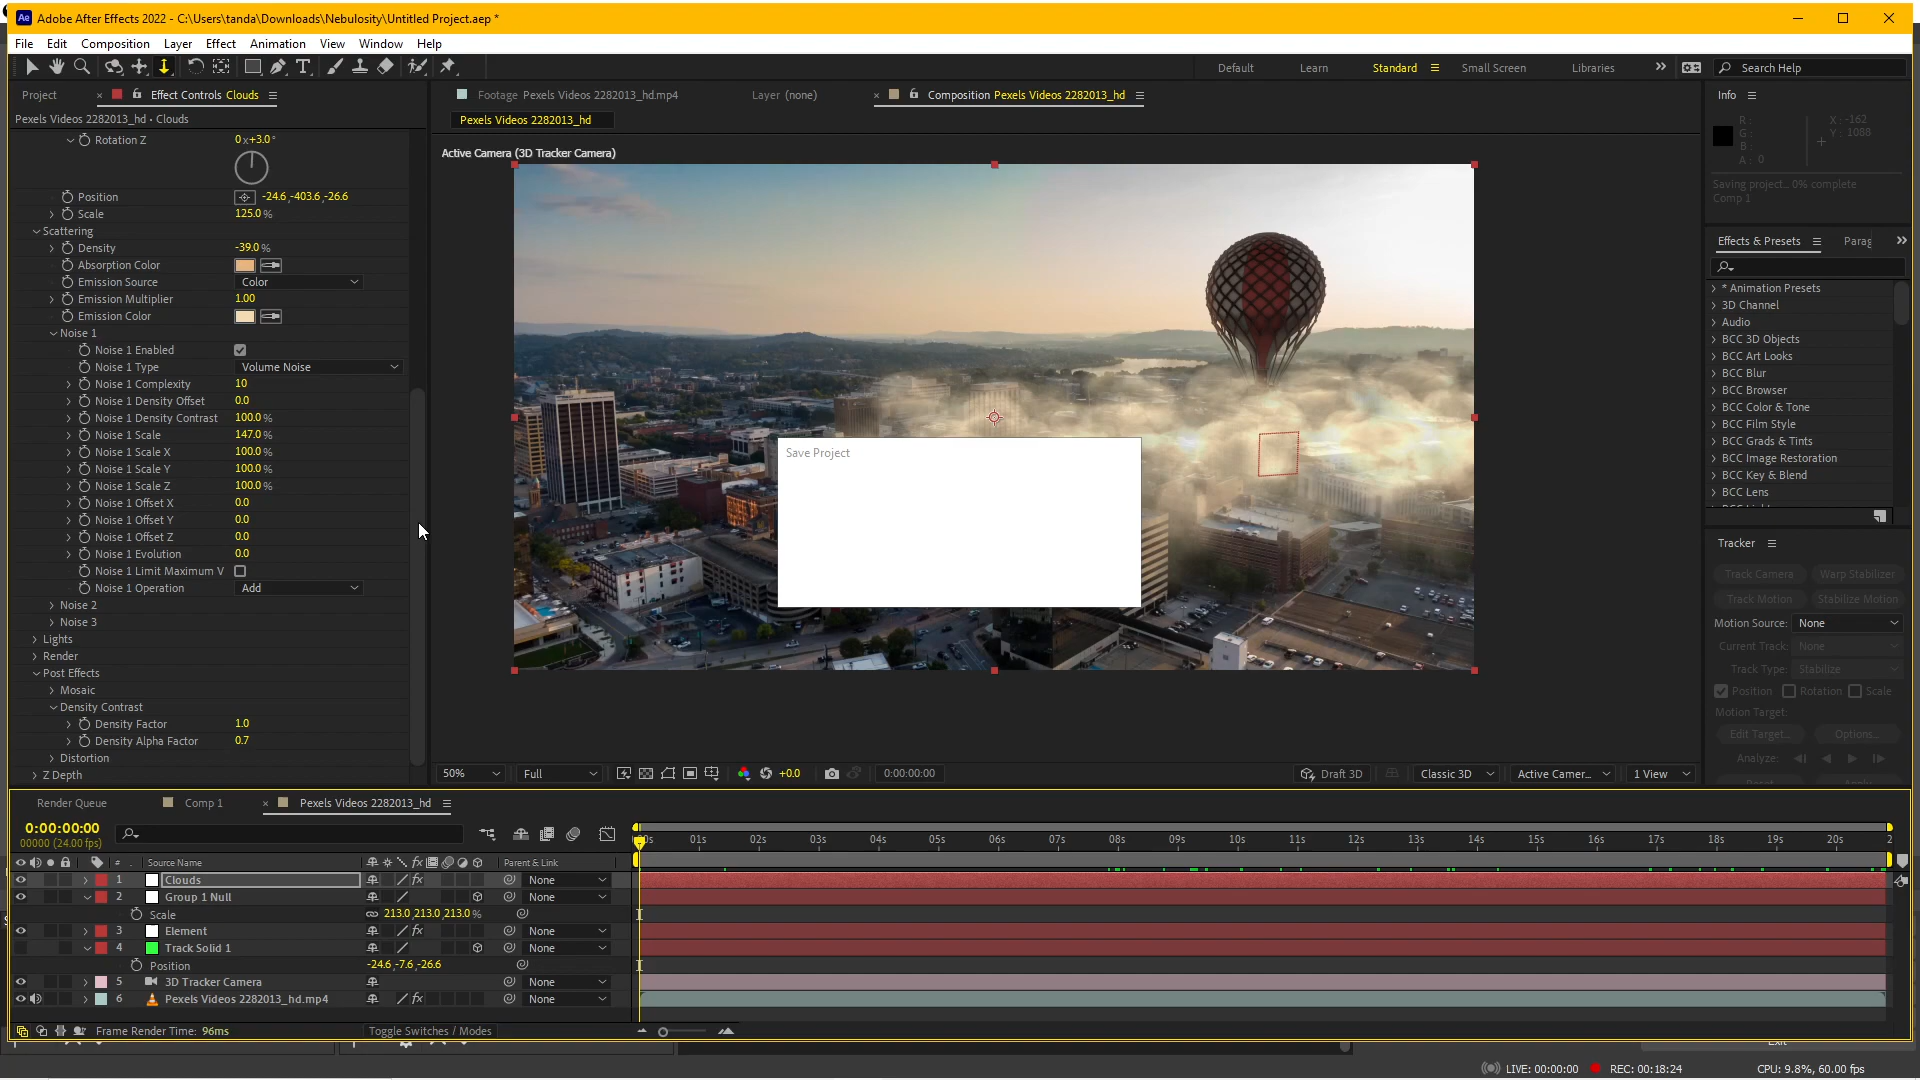 Ae Adobe After Effects 2022 - C:\Users\tanda\Downloads\Nebulosity\Untitled Project.aep *
File Edit Composition Layer Effect Animation View Window Help
Default Learn Standard Small Screen Libraries Search Help
Project Effect Controls Clouds
Pexels Videos 2282013_hd • Clouds
Rotation Z 0x+3.0°
Position -24.6,-403.6,-26.6
Scale 125.0%
Scattering
Density -39.0%
Absorption Color
Emission Source Color
Emission Multiplier 1.00
Emission Color
Noise 1
Noise 1 Enabled
Noise 1 Type Volume Noise
Noise 1 Complexity 10
Noise 1 Density Offset 0.0
Noise 1 Density Contrast 100.0%
Noise 1 Scale 147.0%
Noise 1 Scale X 100.0%
Noise 1 Scale Y 100.0%
Noise 1 Scale Z 100.0%
Noise 1 Offset X 0.0
Noise 1 Offset Y 0.0
Noise 1 Offset Z 0.0
Noise 1 Evolution 0.0
Noise 1 Limit Maximum V
Noise 1 Operation Add
Noise 2
Noise 3
Lights
Render
Post Effects
Mosaic
Density Contrast
Density Factor 1.0
Density Alpha Factor 0.7
Distortion
Z Depth
Footage Pexels Videos 2282013_hd.mp4 Layer (none) Composition Pexels Videos 2282013_hd
Pexels Videos 2282013_hd
Active Camera (3D Tracker Camera)
Save Project
50% Full +0.0 0:00:00:00 Draft 3D Classic 3D Active Camer... 1 View
Info
R: X: -162
G: Y: 1088
B:
A: 0
Saving project... 0% complete
Comp 1
Effects & Presets Parag
* Animation Presets
3D Channel
Audio
BCC 3D Objects
BCC Art Looks
BCC Blur
BCC Browser
BCC Color & Tone
BCC Film Style
BCC Grads & Tints
BCC Image Restoration
BCC Key & Blend
BCC Lens
Tracker
Track Camera Warp Stabilizer
Track Motion Stabilize Motion
Motion Source: None
Current Track: None
Track Type: Stabilize
Position Rotation Scale
Motion Target:
Edit Target... Options...
Analyze:
Render Queue Comp 1 Pexels Videos 2282013_hd
0:00:00:00
00000 (24.00 fps)
01s 02s 03s 04s 05s 06s 07s 08s 09s 10s 11s 12s 13s 14s 15s 16s 17s 18s 19s 20s 2
# Source Name fx Parent & Link
1 Clouds fx None
2 Group 1 Null None
Scale 213.0,213.0,213.0%
3 Element fx None
4 Track Solid 1 None
Position -24.6,-7.6,-26.6
5 3D Tracker Camera None
6 Pexels Videos 2282013_hd.mp4 fx None
Frame Render Time: 96ms Toggle Switches / Modes
LIVE: 00:00:00 REC: 00:18:24 CPU: 9.8%, 60.00 fps